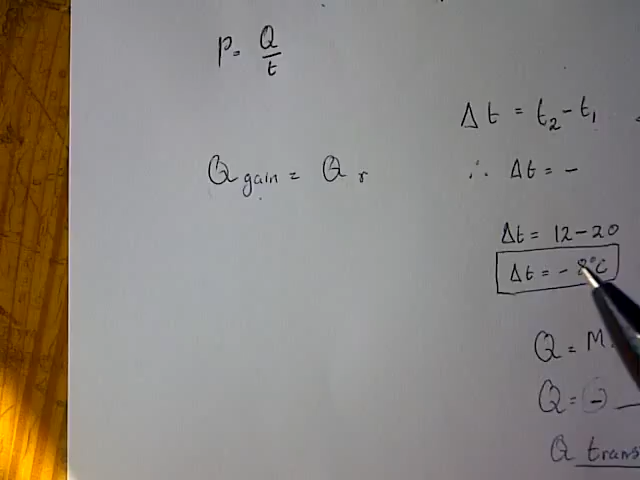 P = Q/t
Δt = t₂ - t₁
Q gain = Q r
∴ Δt = -
Δt = 12 - 20
Δt = - 8°C
Q = M
Q = -
Q trans